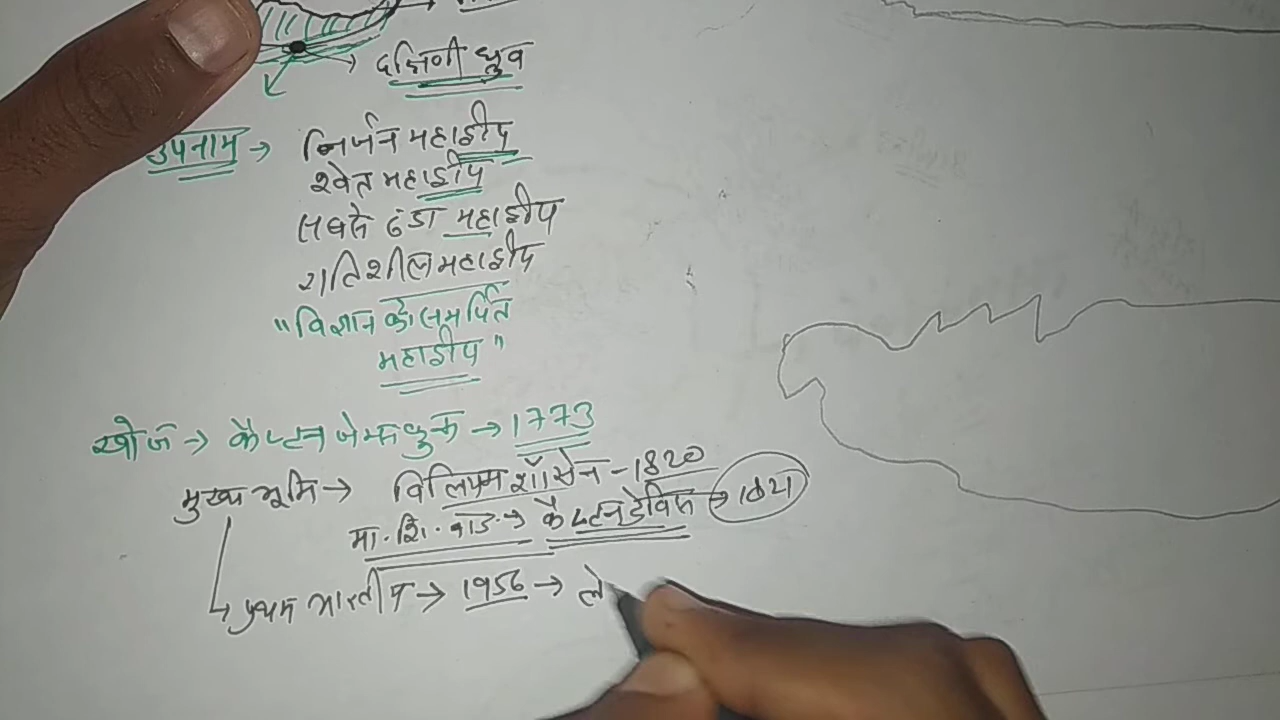 दक्षिणी ध्रुव
उपनाम → निर्जन महाद्वीप
श्वेत महाद्वीप
सबसे ठंडा महाद्वीप
गतिशील महाद्वीप
"विज्ञान को समर्पित
महाद्वीप"
खोज → कैप्टन जेम्स कुक → 1773
मुख्य भूमि → विलियम शॉसेन - 1820
मा. शि. बोर्ड → कैप्टन डेविस → 1821
प्रथम भारतीय → 1956 → ले